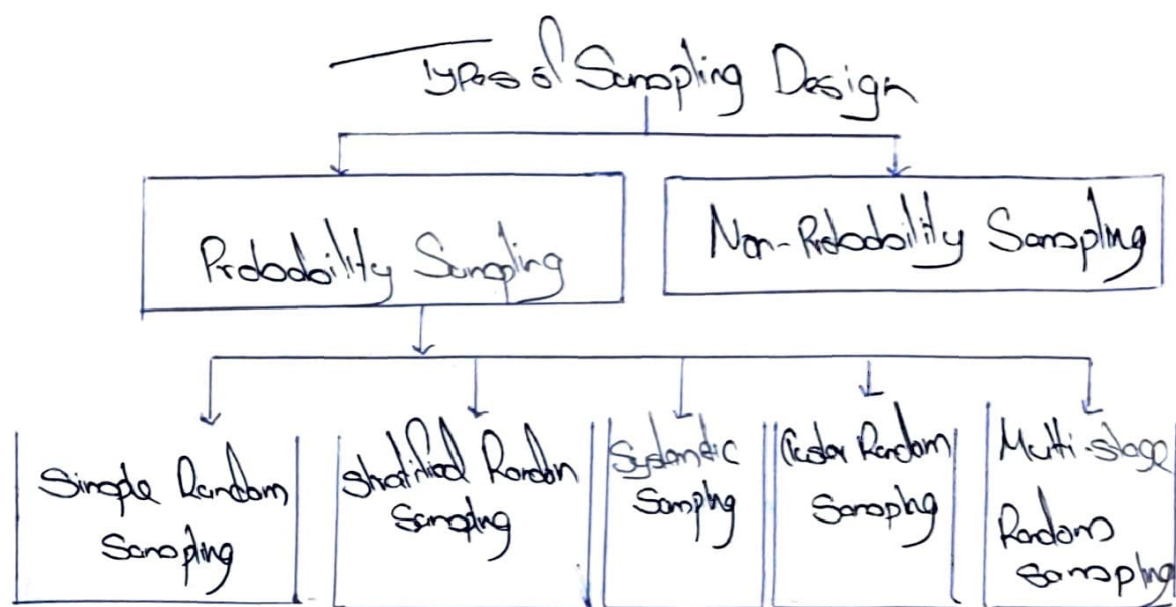 Types of Sampling Design
Probability Sampling
Non-Probability Sampling
Simple Random
Sampling
Stratified Random
Sampling
Systematic
Sampling
Cluster Random
Sampling
Multi-stage
Random
Sampling